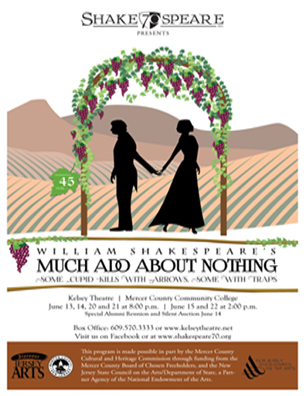 SHAKESPEARE 70
PRESENTS
45
WILLIAM SHAKESPEARE'S
MUCH ADO ABOUT NOTHING
SOME CUPID KILLS WITH ARROWS, SOME WITH TRAPS
Kelsey Theatre | Mercer County Community College
June 13, 14, 20 and 21 at 8:00 p.m. | June 15 and 22 at 2:00 p.m.
Special Alumni Reunion and Silent Auction June 14
Box Office: 609.570.3333 or www.kelseytheatre.net
Visit us on Facebook or at www.shakespeare70.org
This program is made possible in part by the Mercer County
Cultural and Heritage Commission through funding from the
Mercer County Board of Chosen Freeholders, and the New
Jersey State Council on the Arts/Department of State, a Part-
ner Agency of the National Endowment of the Arts.
JERSEY
ARTS